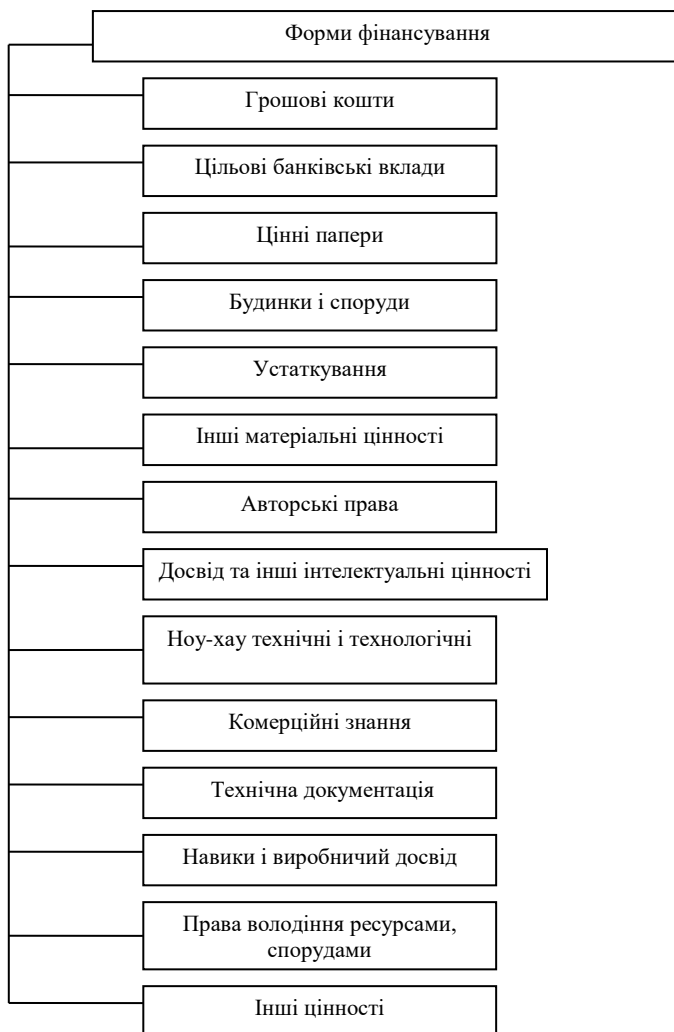 Форми фінансування
Грошові кошти
Цільові банківські вклади
Цінні папери
Будинки і споруди
Устаткування
Інші матеріальні цінності
Авторські права
Досвід та інші інтелектуальні цінності
Ноу-хау технічні і технологічні
Комерційні знання
Технічна документація
Навики і виробничий досвід
Права володіння ресурсами,
спорудами
Інші цінності